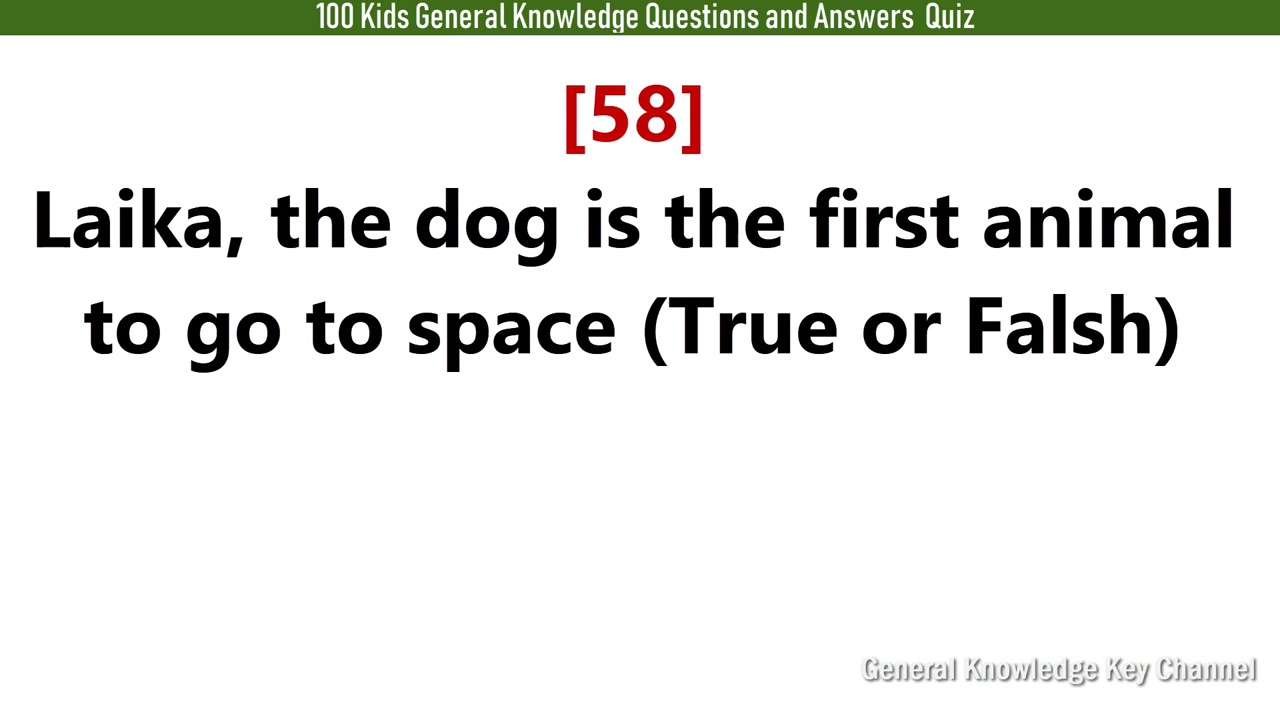 100 Kids General Knowledge Questions and Answers Quiz
[58]
Laika, the dog is the first animal
to go to space (True or Falsh)
General Knowledge Key Channel